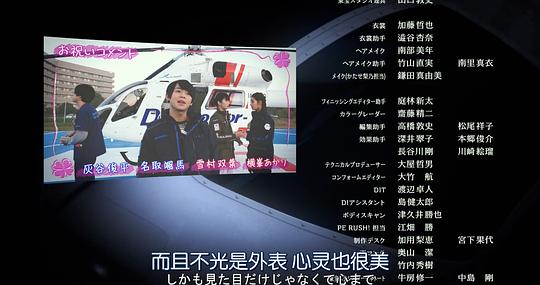 お祝いコメント
灰谷俊平 名取颯馬 雪村双葉 横峯あかり
衣裳 加藤哲也
衣裳助手 澁谷杏奈
ヘアメイク 南部美年
ヘアメイク助手 竹山直実 南里真衣
メイク(かたせ梨乃担当) 鎌田真由美
フィニッシングエディター助手 庭林新太
カラーグレーダー 齋藤精二
編集助手 高橋敦史 松尾祥子
効果助手 深井翠子 本郷俊介
長谷川剛 川崎絵瑠
テクニカルプロデューサー 大屋哲男
コンフォームエディター 大竹 航
DIT 渡辺卓人
DIアシスタント 島健太郎
ボディスキャン 津久井勝也
PE RUSH! 担当 江畑 勝
制作デスク 加用梨恵 宮下果代
奥山 潔
竹内秀樹
牛房修一 中島 剛
而且不光是外表 心灵也很美
しかも見た目だけじゃなくて心まで